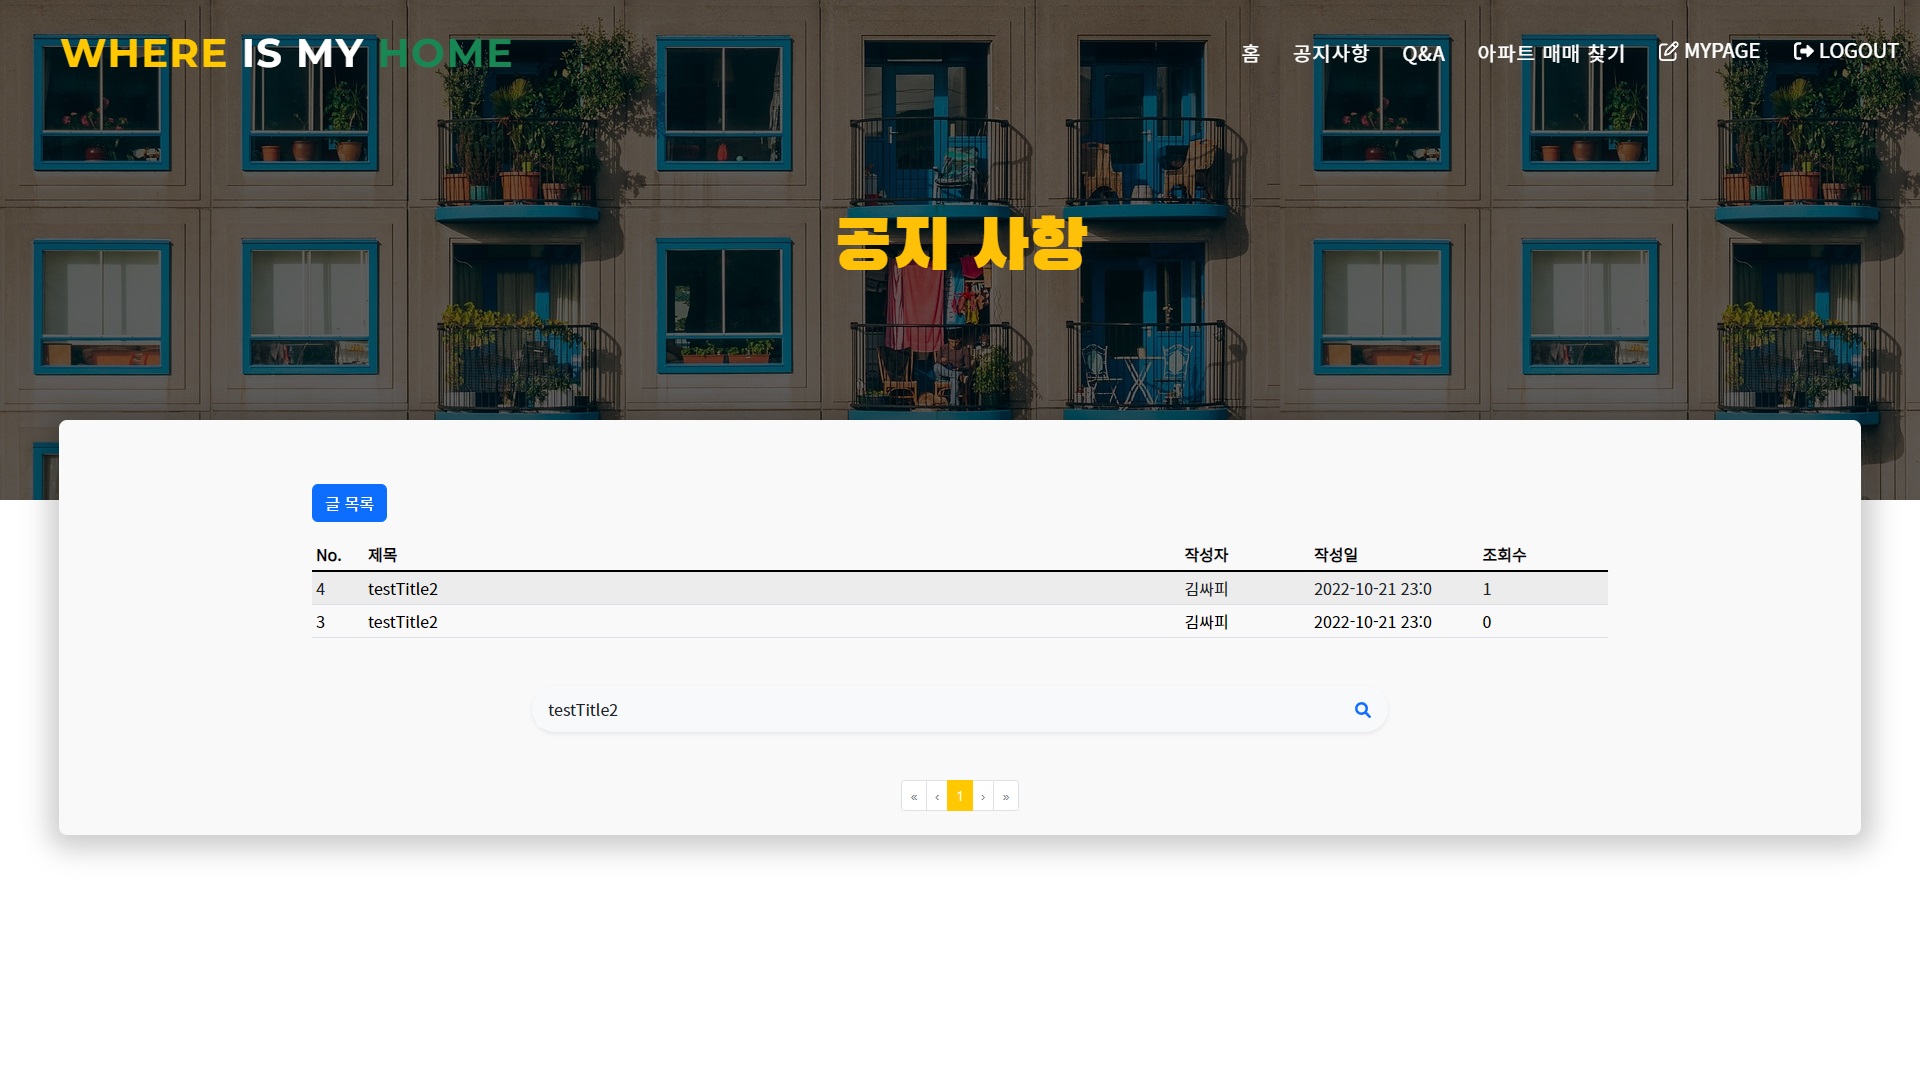 WHERE IS MY HOME
홈 공지사항 Q&A 아파트 매매 찾기 MYPAGE LOGOUT
공지 사항
글 목록
No. 제목 작성자 작성일 조회수
4 testTitle2 김싸피 2022-10-21 23:0 1
3 testTitle2 김싸피 2022-10-21 23:0 0
testTitle2
« ‹ 1 › »